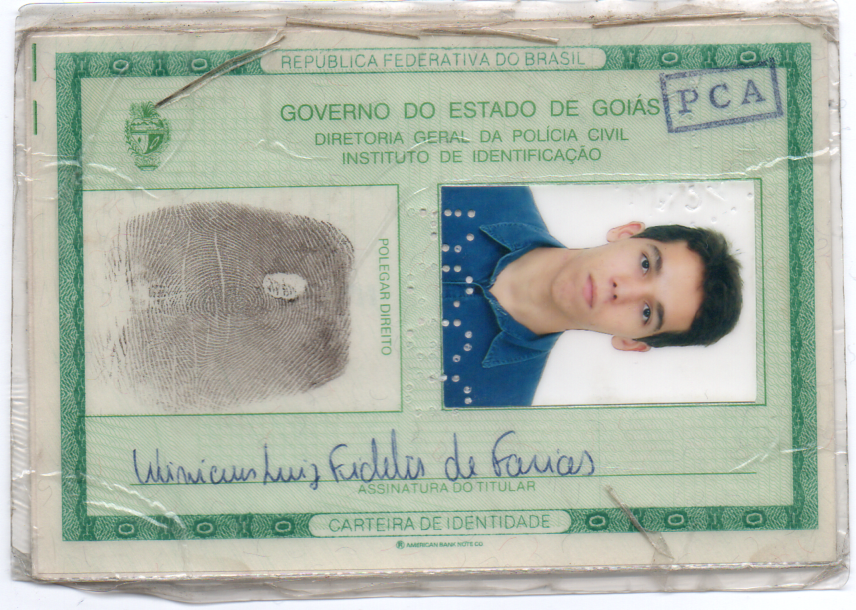 REPÚBLICA FEDERATIVA DO BRASIL
GOVERNO DO ESTADO DE GOIÁS
PCA
DIRETORIA GERAL DA POLÍCIA CIVIL
INSTITUTO DE IDENTIFICAÇÃO
POLEGAR DIREITO
Vinicius Luiz Fidelis de Farias
ASSINATURA DO TITULAR
CARTEIRA DE IDENTIDADE
AMERICAN BANK NOTE CO